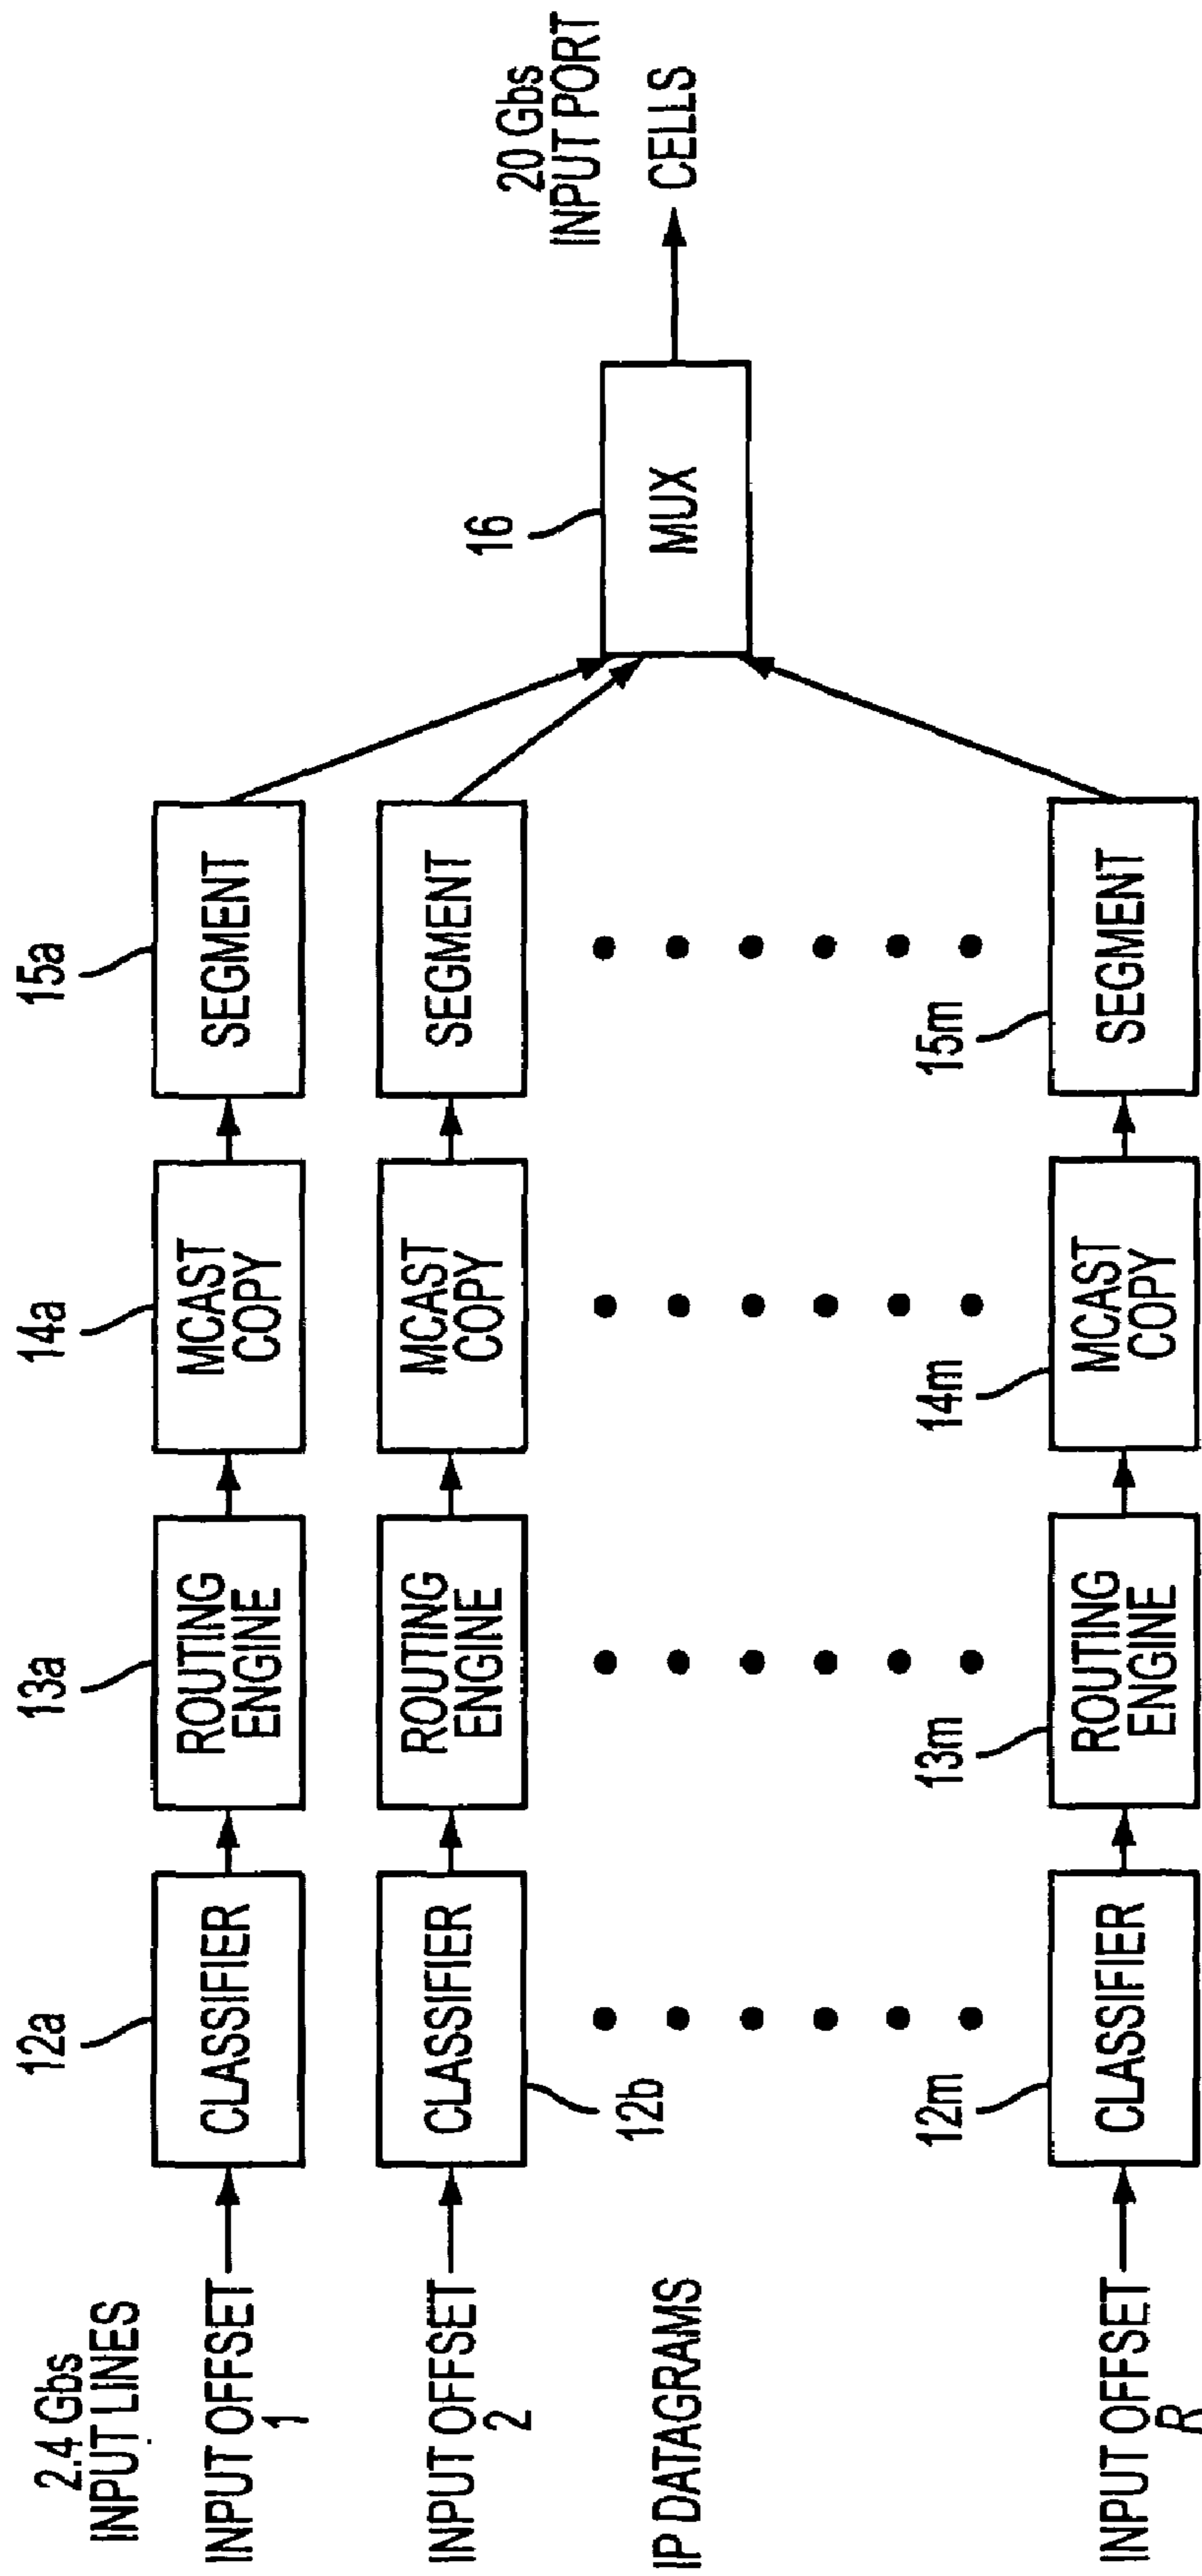 2.4 Gbs
INPUT LINES
INPUT OFFSET
1
12a
CLASSIFIER
13a
ROUTING
ENGINE
14a
MCAST
COPY
15a
SEGMENT
INPUT OFFSET
2
CLASSIFIER
12b
ROUTING
ENGINE
MCAST
COPY
SEGMENT
16
MUX
20 Gbs
INPUT PORT
CELLS
IP DATAGRAMS
INPUT OFFSET
R
12m
CLASSIFIER
13m
ROUTING
ENGINE
14m
MCAST
COPY
15m
SEGMENT